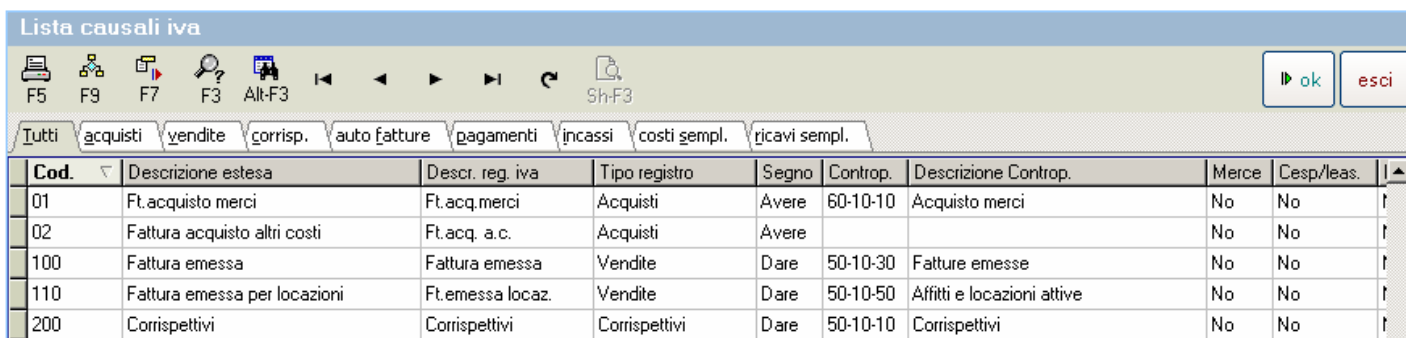 Lista causali iva
F5 F9 F7 F3 Alt-F3 Sh-F3 ok esci
Tutti acquisti vendite corrisp. auto fatture pagamenti incassi costi sempl. ricavi sempl.
Cod. Descrizione estesa Descr. reg. iva Tipo registro Segno Controp. Descrizione Controp. Merce Cesp/leas.
01 Ft.acquisto merci Ft.acq.merci Acquisti Avere 60-10-10 Acquisto merci No No
02 Fattura acquisto altri costi Ft.acq. a.c. Acquisti Avere No No
100 Fattura emessa Fattura emessa Vendite Dare 50-10-30 Fatture emesse No No
110 Fattura emessa per locazioni Ft.emessa locaz. Vendite Dare 50-10-50 Affitti e locazioni attive No No
200 Corrispettivi Corrispettivi Corrispettivi Dare 50-10-10 Corrispettivi No No